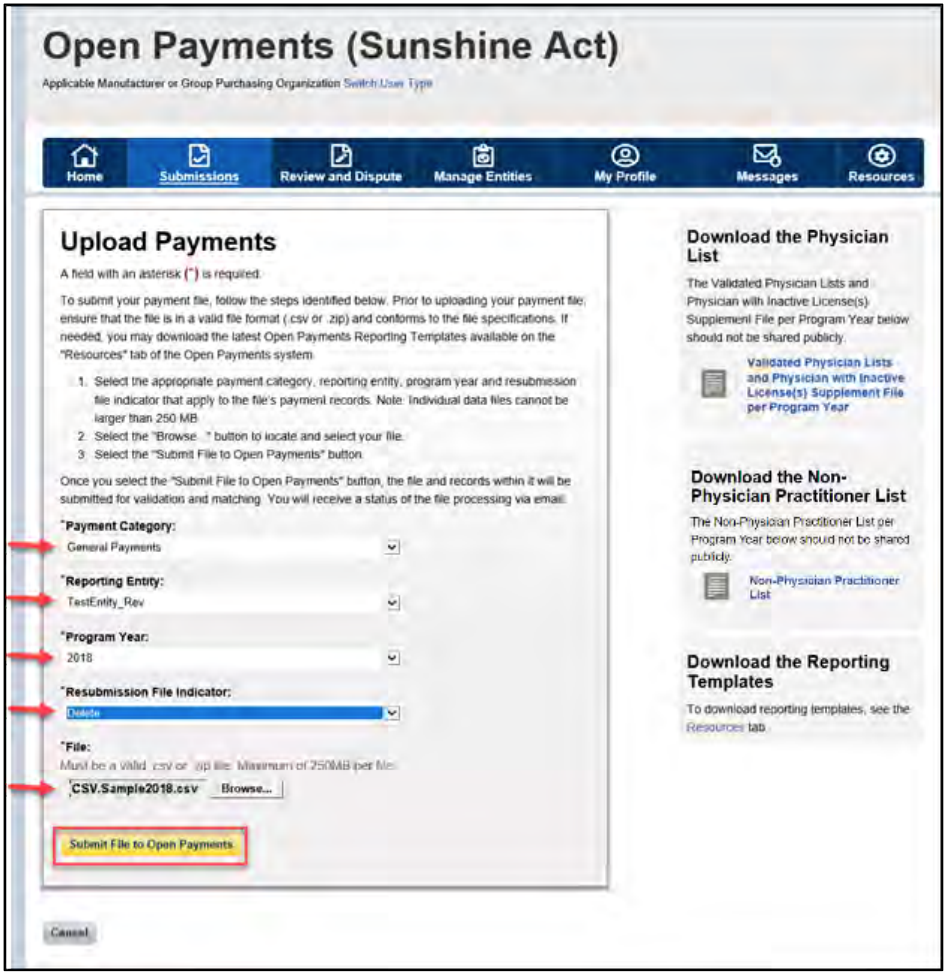 Open Payments (Sunshine Act)
Applicable Manufacturer or Group Purchasing Organization Switch User Type
Home
Submissions
Review and Dispute
Manage Entities
My Profile
Messages
Resources
Upload Payments
A field with an asterisk (*) is required.
To submit your payment file, follow the steps identified below. Prior to uploading your payment file,
ensure that the file is in a valid file format (.csv or .zip) and conforms to the file specifications. If
needed, you may download the latest Open Payments Reporting Templates available on the
"Resources" tab of the Open Payments system.
1. Select the appropriate payment category, reporting entity, program year and resubmission
file indicator that apply to the file's payment records. Note: Individual data files cannot be
larger than 250 MB.
2. Select the "Browse..." button to locate and select your file.
3. Select the "Submit File to Open Payments" button.
Once you select the "Submit File to Open Payments" button, the file and records within it will be
submitted for validation and matching. You will receive a status of the file processing via email.
*Payment Category:
General Payments
*Reporting Entity:
TestEntity_Rev
*Program Year:
2018
*Resubmission File Indicator:
Delete
*File:
Must be a valid .csv or .zip file. Maximum of 250MB per file.
CSV.Sample2018.csv Browse...
Submit File to Open Payments
Cancel
Download the Physician
List
The Validated Physician Lists and
Physician with Inactive License(s)
Supplement File per Program Year below
should not be shared publicly.
Validated Physician Lists
and Physician with Inactive
License(s) Supplement File
per Program Year
Download the Non-
Physician Practitioner List
The Non-Physician Practitioner List per
Program Year below should not be shared
publicly.
Non-Physician Practitioner
List
Download the Reporting
Templates
To download reporting templates, see the
Resources tab.